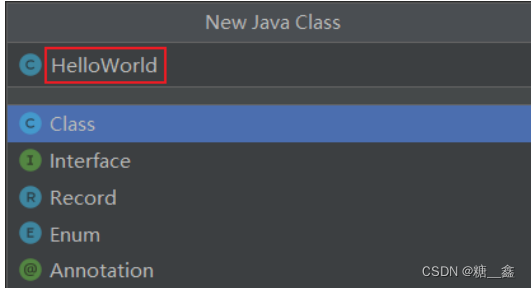 New Java Class
C HelloWorld
C Class
I Interface
R Record
E Enum
@ Annotation
CSDN @糖__鑫